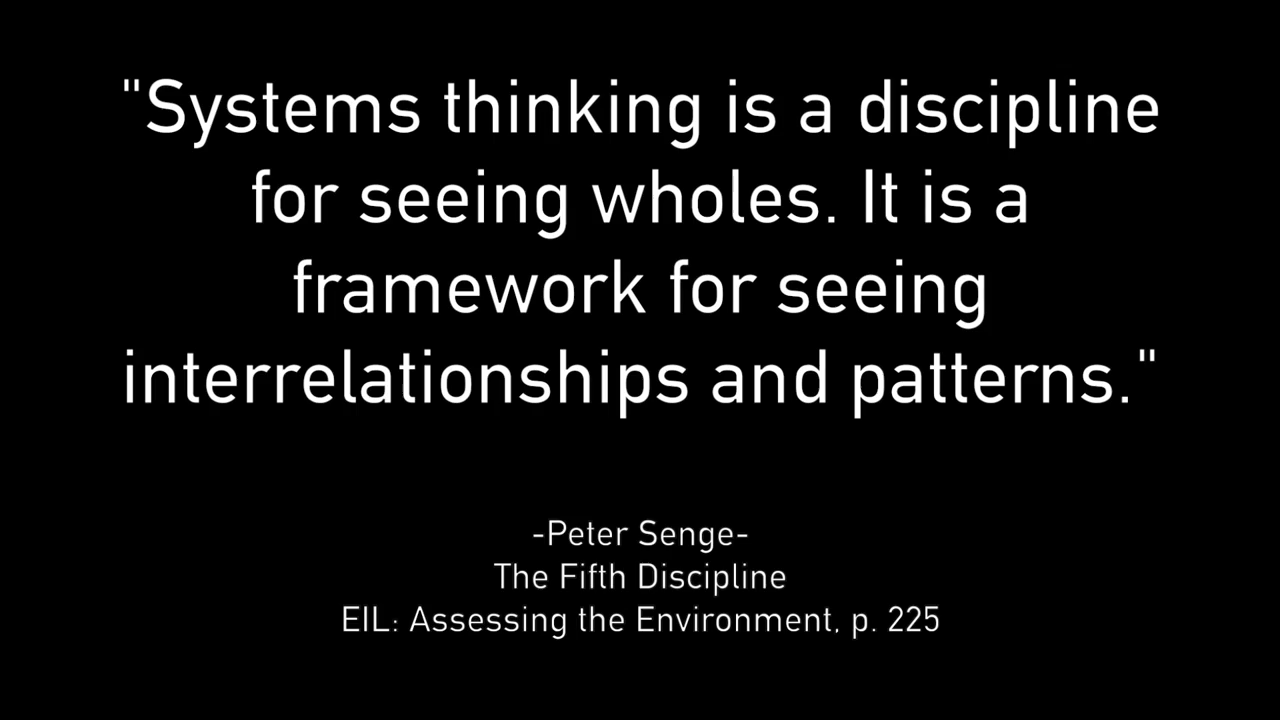 "Systems thinking is a discipline
for seeing wholes. It is a
framework for seeing
interrelationships and patterns."
-Peter Senge-
The Fifth Discipline
EIL: Assessing the Environment, p. 225